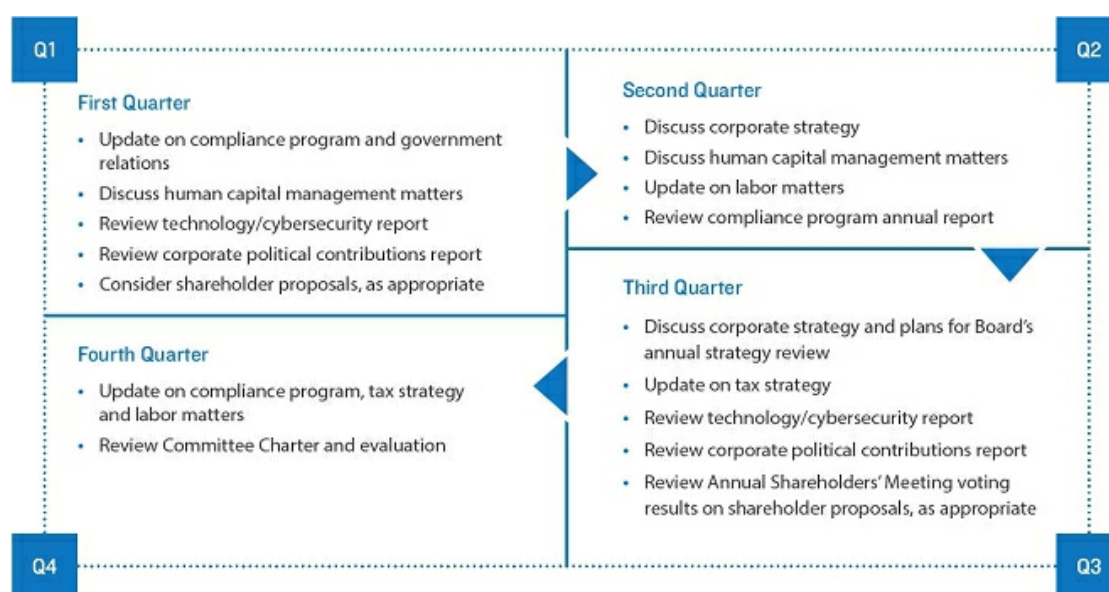 Q1
First Quarter
• Update on compliance program and government
relations
• Discuss human capital management matters
• Review technology/cybersecurity report
• Review corporate political contributions report
• Consider shareholder proposals, as appropriate
Q2
Second Quarter
• Discuss corporate strategy
• Discuss human capital management matters
• Update on labor matters
• Review compliance program annual report
Third Quarter
• Discuss corporate strategy and plans for Board's
annual strategy review
• Update on tax strategy
• Review technology/cybersecurity report
• Review corporate political contributions report
• Review Annual Shareholders' Meeting voting
results on shareholder proposals, as appropriate
Q3
Fourth Quarter
• Update on compliance program, tax strategy
and labor matters
• Review Committee Charter and evaluation
Q4